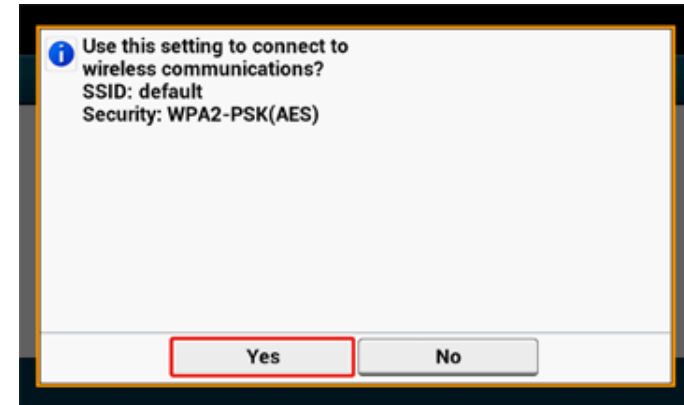 Use this setting to connect to
wireless communications?
SSID: default
Security: WPA2-PSK(AES)
Yes No